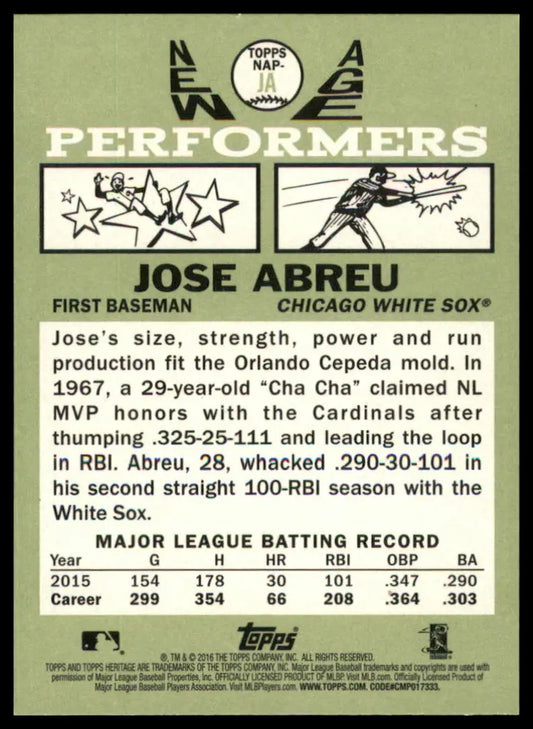 NEW AGE
TOPPS
NAP-
JA
PERFORMERS
JOSE ABREU
FIRST BASEMAN CHICAGO WHITE SOX®
Jose's size, strength, power and run
production fit the Orlando Cepeda mold. In
1967, a 29-year-old “Cha Cha” claimed NL
MVP honors with the Cardinals after
thumping .325-25-111 and leading the loop
in RBI. Abreu, 28, whacked .290-30-101 in
his second straight 100-RBI season with the
White Sox.
MAJOR LEAGUE BATTING RECORD
Year G H HR RBI OBP BA
2015 154 178 30 101 .347 .290
Career 299 354 66 208 .364 .303
Topps
®, TM & © 2016 THE TOPPS COMPANY, INC. ALL RIGHTS RESERVED.
TOPPS AND TOPPS HERITAGE ARE TRADEMARKS OF THE TOPPS COMPANY, INC. Major League Baseball trademarks and copyrights are used with
permission of Major League Baseball Properties, Inc. OFFICIALLY LICENSED PRODUCT OF MLBP. Visit MLB.com. Officially Licensed Product of
Major League Baseball Players Association. Visit MLBPlayers.com. WWW.TOPPS.COM. CODE#CMP017333.